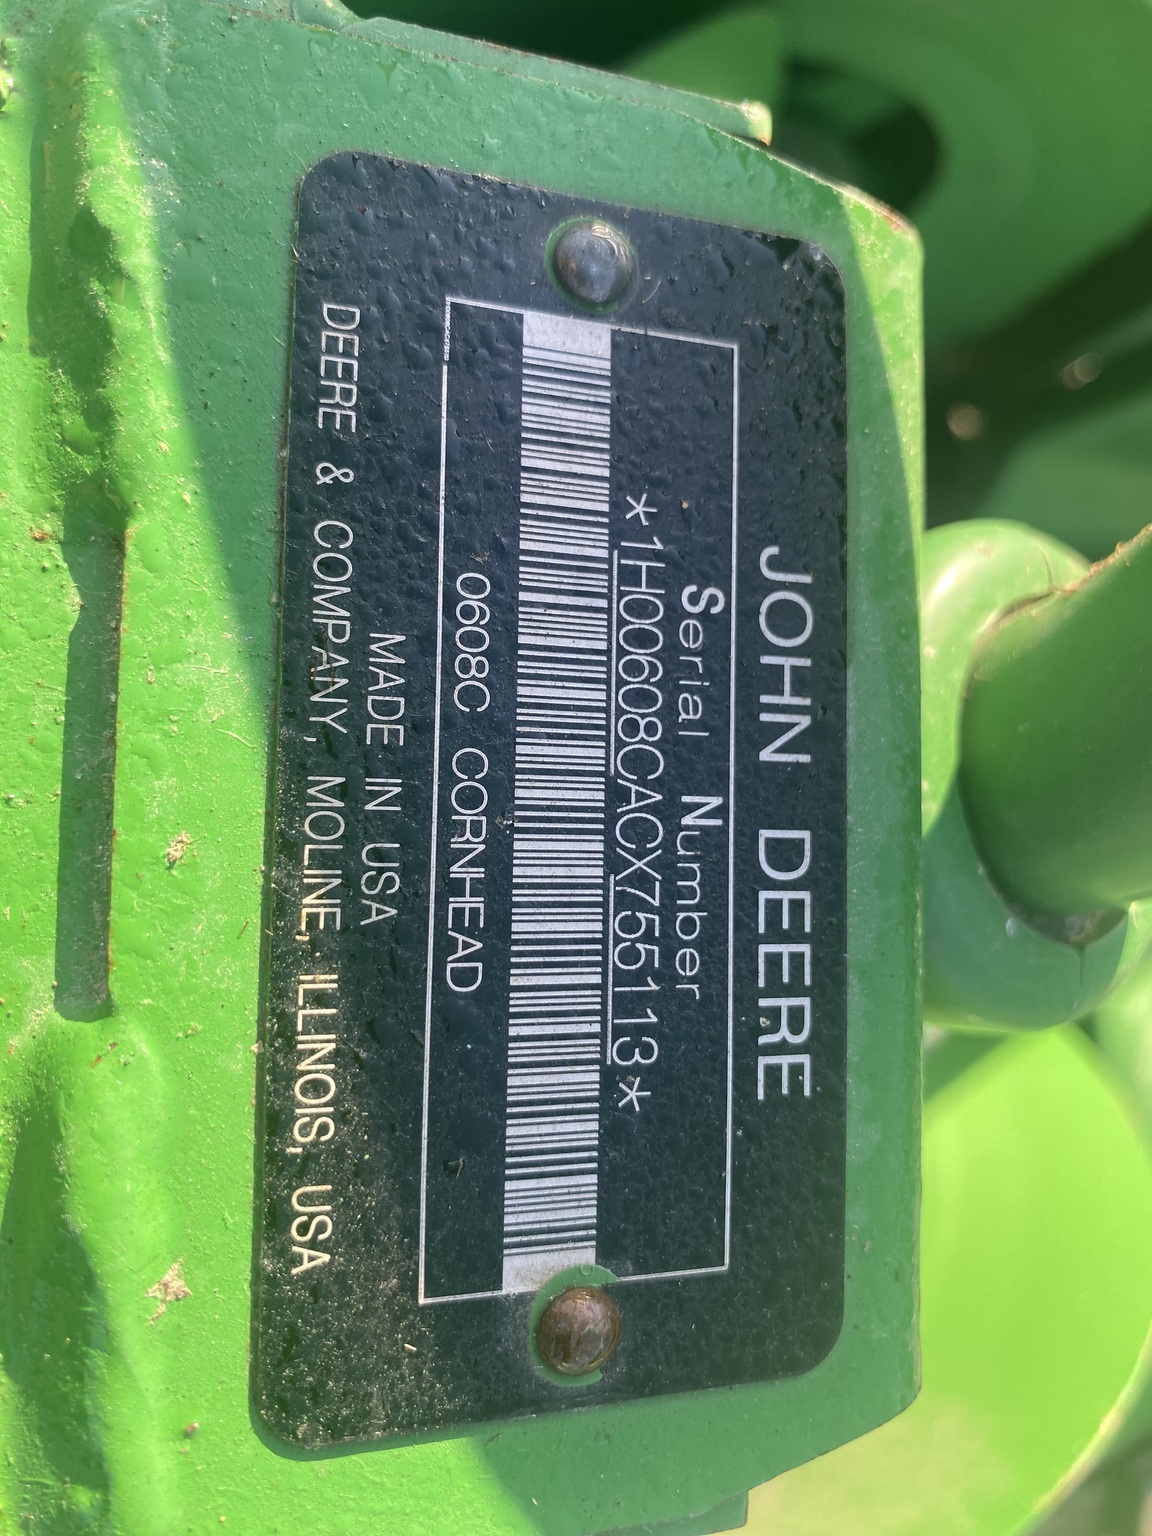 JOHN DEERE
Serial Number
*1H00608CACX755113*
0608C CORNHEAD
MADE IN USA
DEERE & COMPANY, MOLINE, ILLINOIS, USA